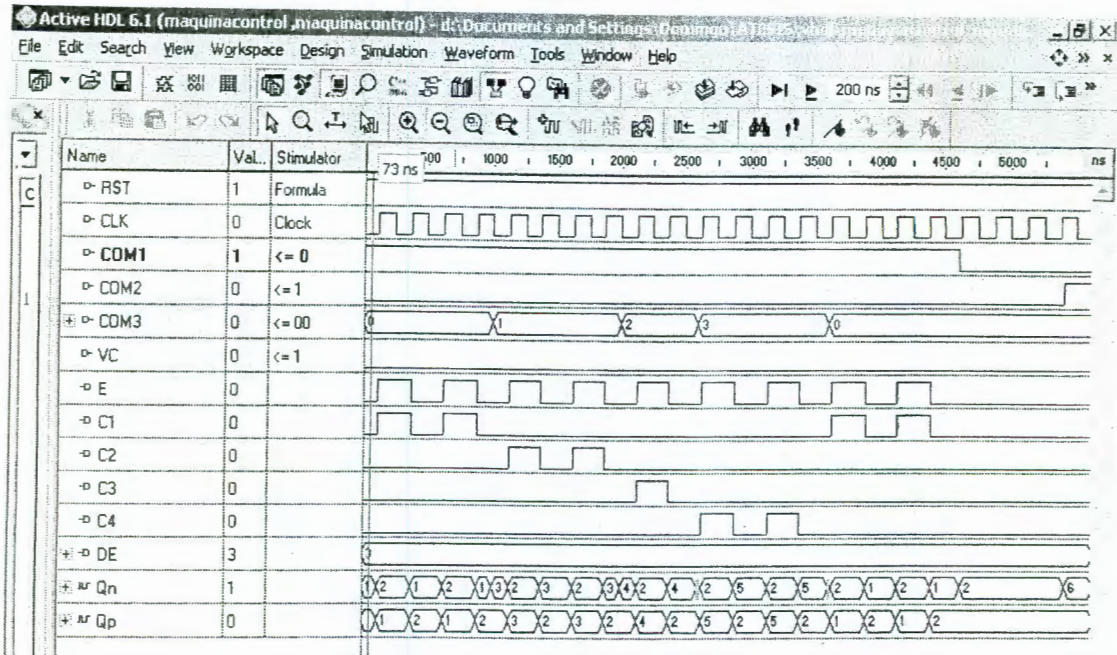 Active HDL 6.1 (maquinacontrol ,maquinacontrol) - d:\Documents and Settings\Domingo\
File Edit Search View Workspace Design Simulation Waveform Tools Window Help
200 ns
Name Val... Stimulator 73 ns 500 1000 1500 2000 2500 3000 3500 4000 4500 5000 ns
RST 1 Formula
CLK 0 Clock
COM1 1 <= 0
COM2 0 <= 1
COM3 0 <= 00 0 1 2 3 0
VC 0 <= 1
E 0
C1 0
C2 0
C3 0
C4 0
DE 3 3
Qn 1 1 2 1 2 1 3 2 3 2 3 4 2 4 2 5 2 5 2 1 2 1 2 6
Qp 0 1 2 1 2 3 2 3 2 4 2 5 2 5 2 1 2 1 2
C
1